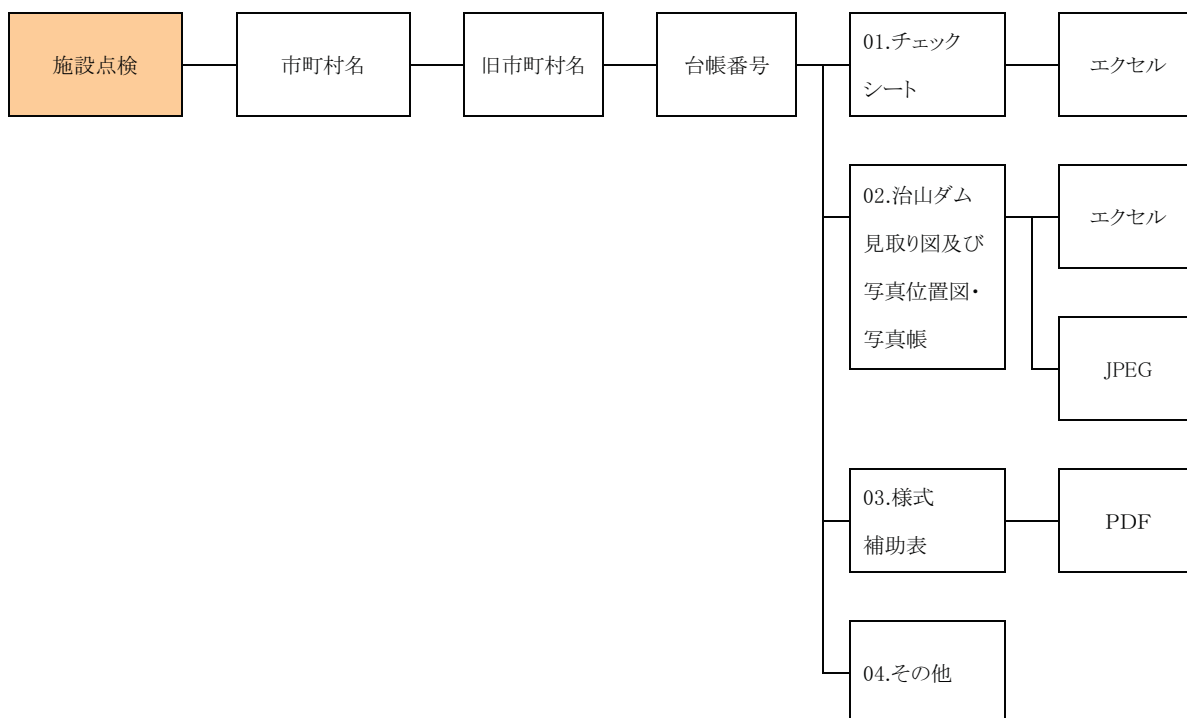 施設点検
市町村名
旧市町村名
台帳番号
01.チェック
シート
エクセル
02.治山ダム
見取り図及び
写真位置図・
写真帳
エクセル
JPEG
03.様式
補助表
PDF
04.その他